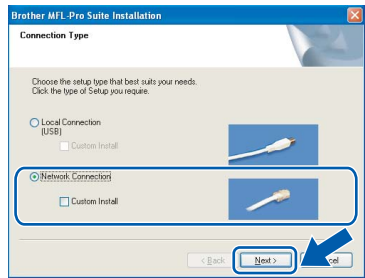 Brother MFL-Pro Suite Installation
Connection Type
Choose the setup type that best suits your needs.
Click the type of Setup you require.
Local Connection
(USB)
Custom Install
Network Connection
Custom Install
< Back Next > cel